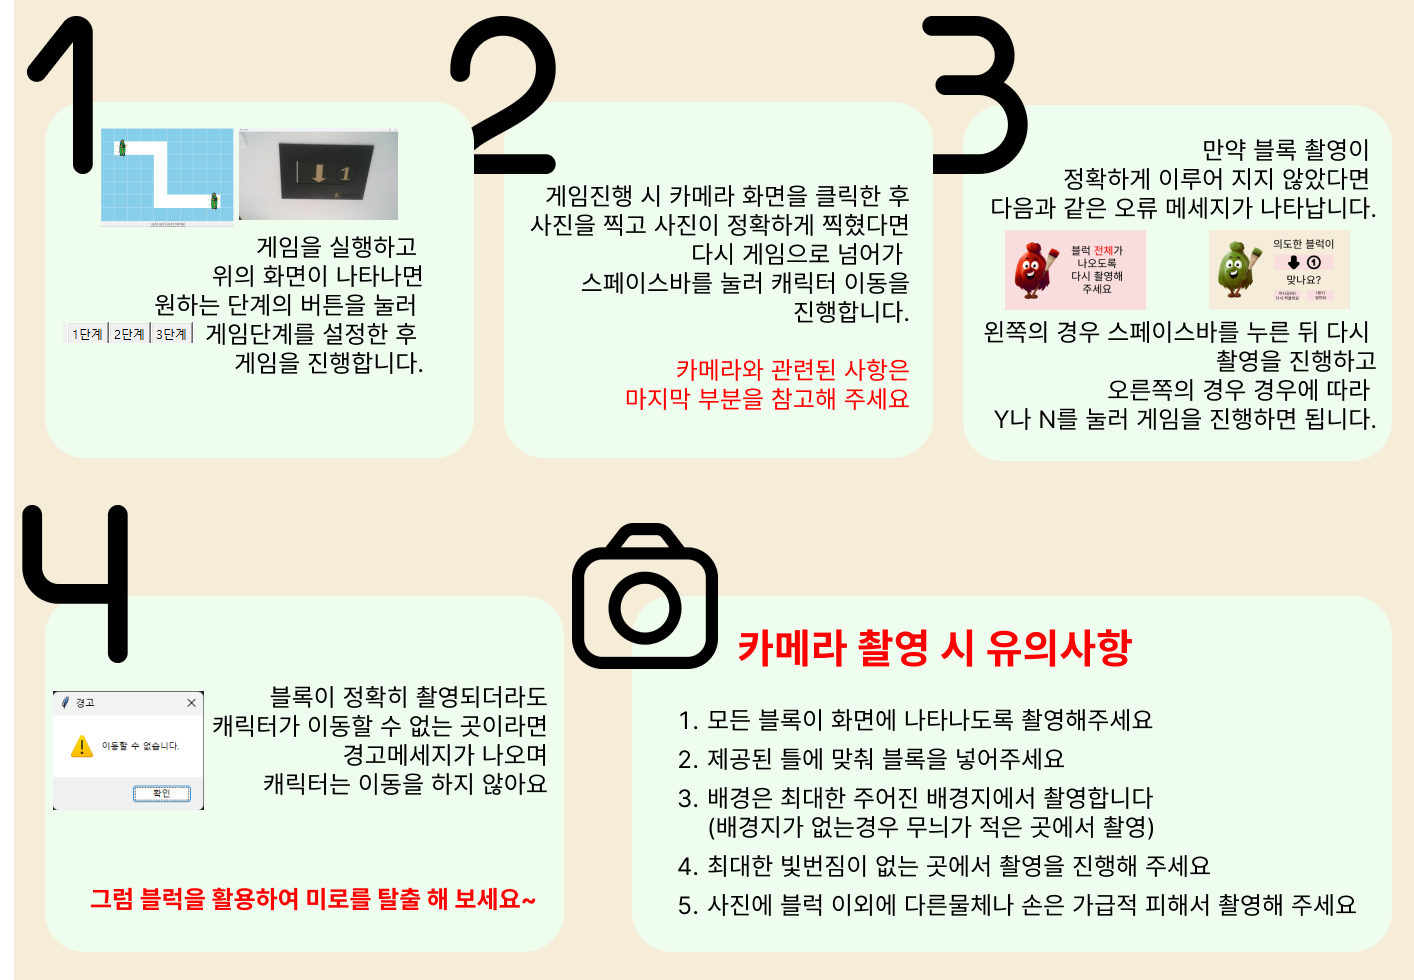 1
게임을 실행하고
위의 화면이 나타나면
원하는 단계의 버튼을 눌러
1단계 2단계 3단계 게임단계를 설정한 후
게임을 진행합니다.
2
게임진행 시 카메라 화면을 클릭한 후
사진을 찍고 사진이 정확하게 찍혔다면
다시 게임으로 넘어가
스페이스바를 눌러 캐릭터 이동을
진행합니다.
카메라와 관련된 사항은
마지막 부분을 참고해 주세요
3
만약 블록 촬영이
정확하게 이루어 지지 않았다면
다음과 같은 오류 메세지가 나타납니다.
블럭 전체가
나오도록
다시 촬영해
주세요
의도한 블럭이
1
맞나요?
왼쪽의 경우 스페이스바를 누른 뒤 다시
촬영을 진행하고
오른쪽의 경우 경우에 따라
Y나 N를 눌러 게임을 진행하면 됩니다.
4
경고
이동할 수 없습니다.
확인
블록이 정확히 촬영되더라도
캐릭터가 이동할 수 없는 곳이라면
경고메세지가 나오며
캐릭터는 이동을 하지 않아요
그럼 블럭을 활용하여 미로를 탈출 해 보세요~
카메라 촬영 시 유의사항
1. 모든 블록이 화면에 나타나도록 촬영해주세요
2. 제공된 틀에 맞춰 블록을 넣어주세요
3. 배경은 최대한 주어진 배경지에서 촬영합니다
(배경지가 없는경우 무늬가 적은 곳에서 촬영)
4. 최대한 빛번짐이 없는 곳에서 촬영을 진행해 주세요
5. 사진에 블럭 이외에 다른물체나 손은 가급적 피해서 촬영해 주세요